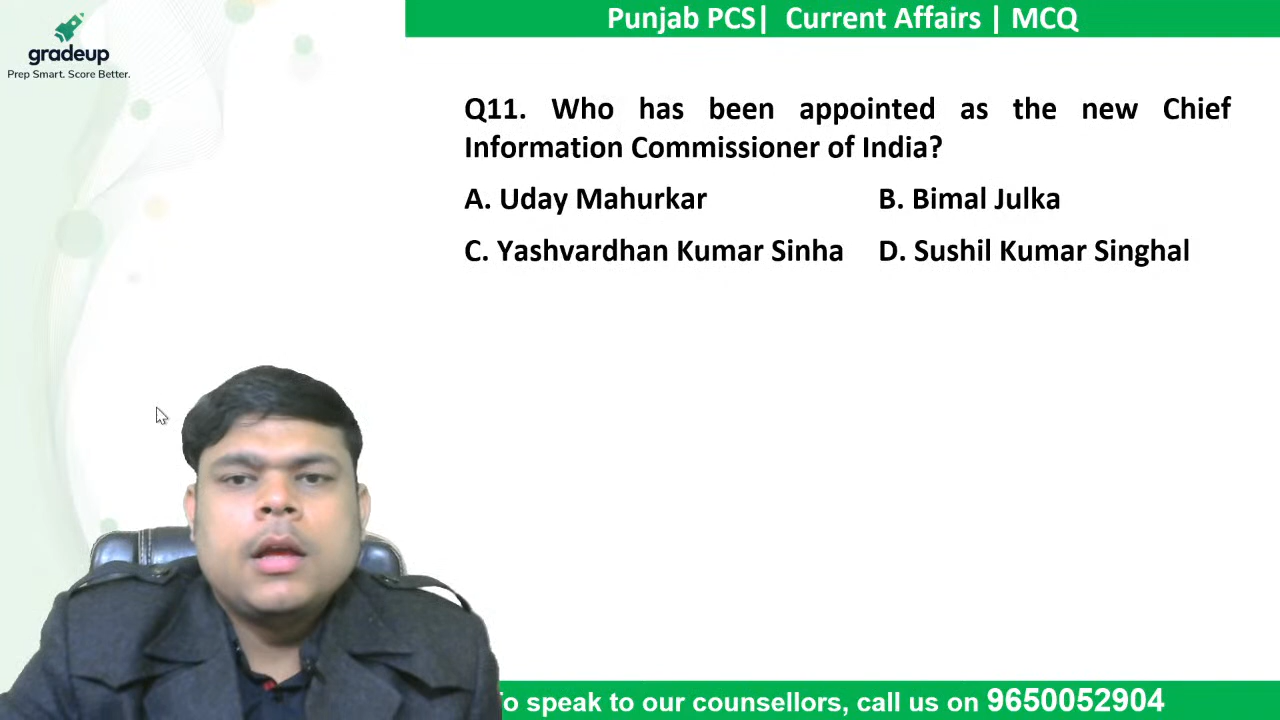 Punjab PCS| Current Affairs | MCQ
gradeup
Prep Smart. Score Better.
Q11. Who has been appointed as the new Chief
Information Commissioner of India?
A. Uday Mahurkar B. Bimal Julka
C. Yashvardhan Kumar Sinha D. Sushil Kumar Singhal
To speak to our counsellors, call us on 9650052904